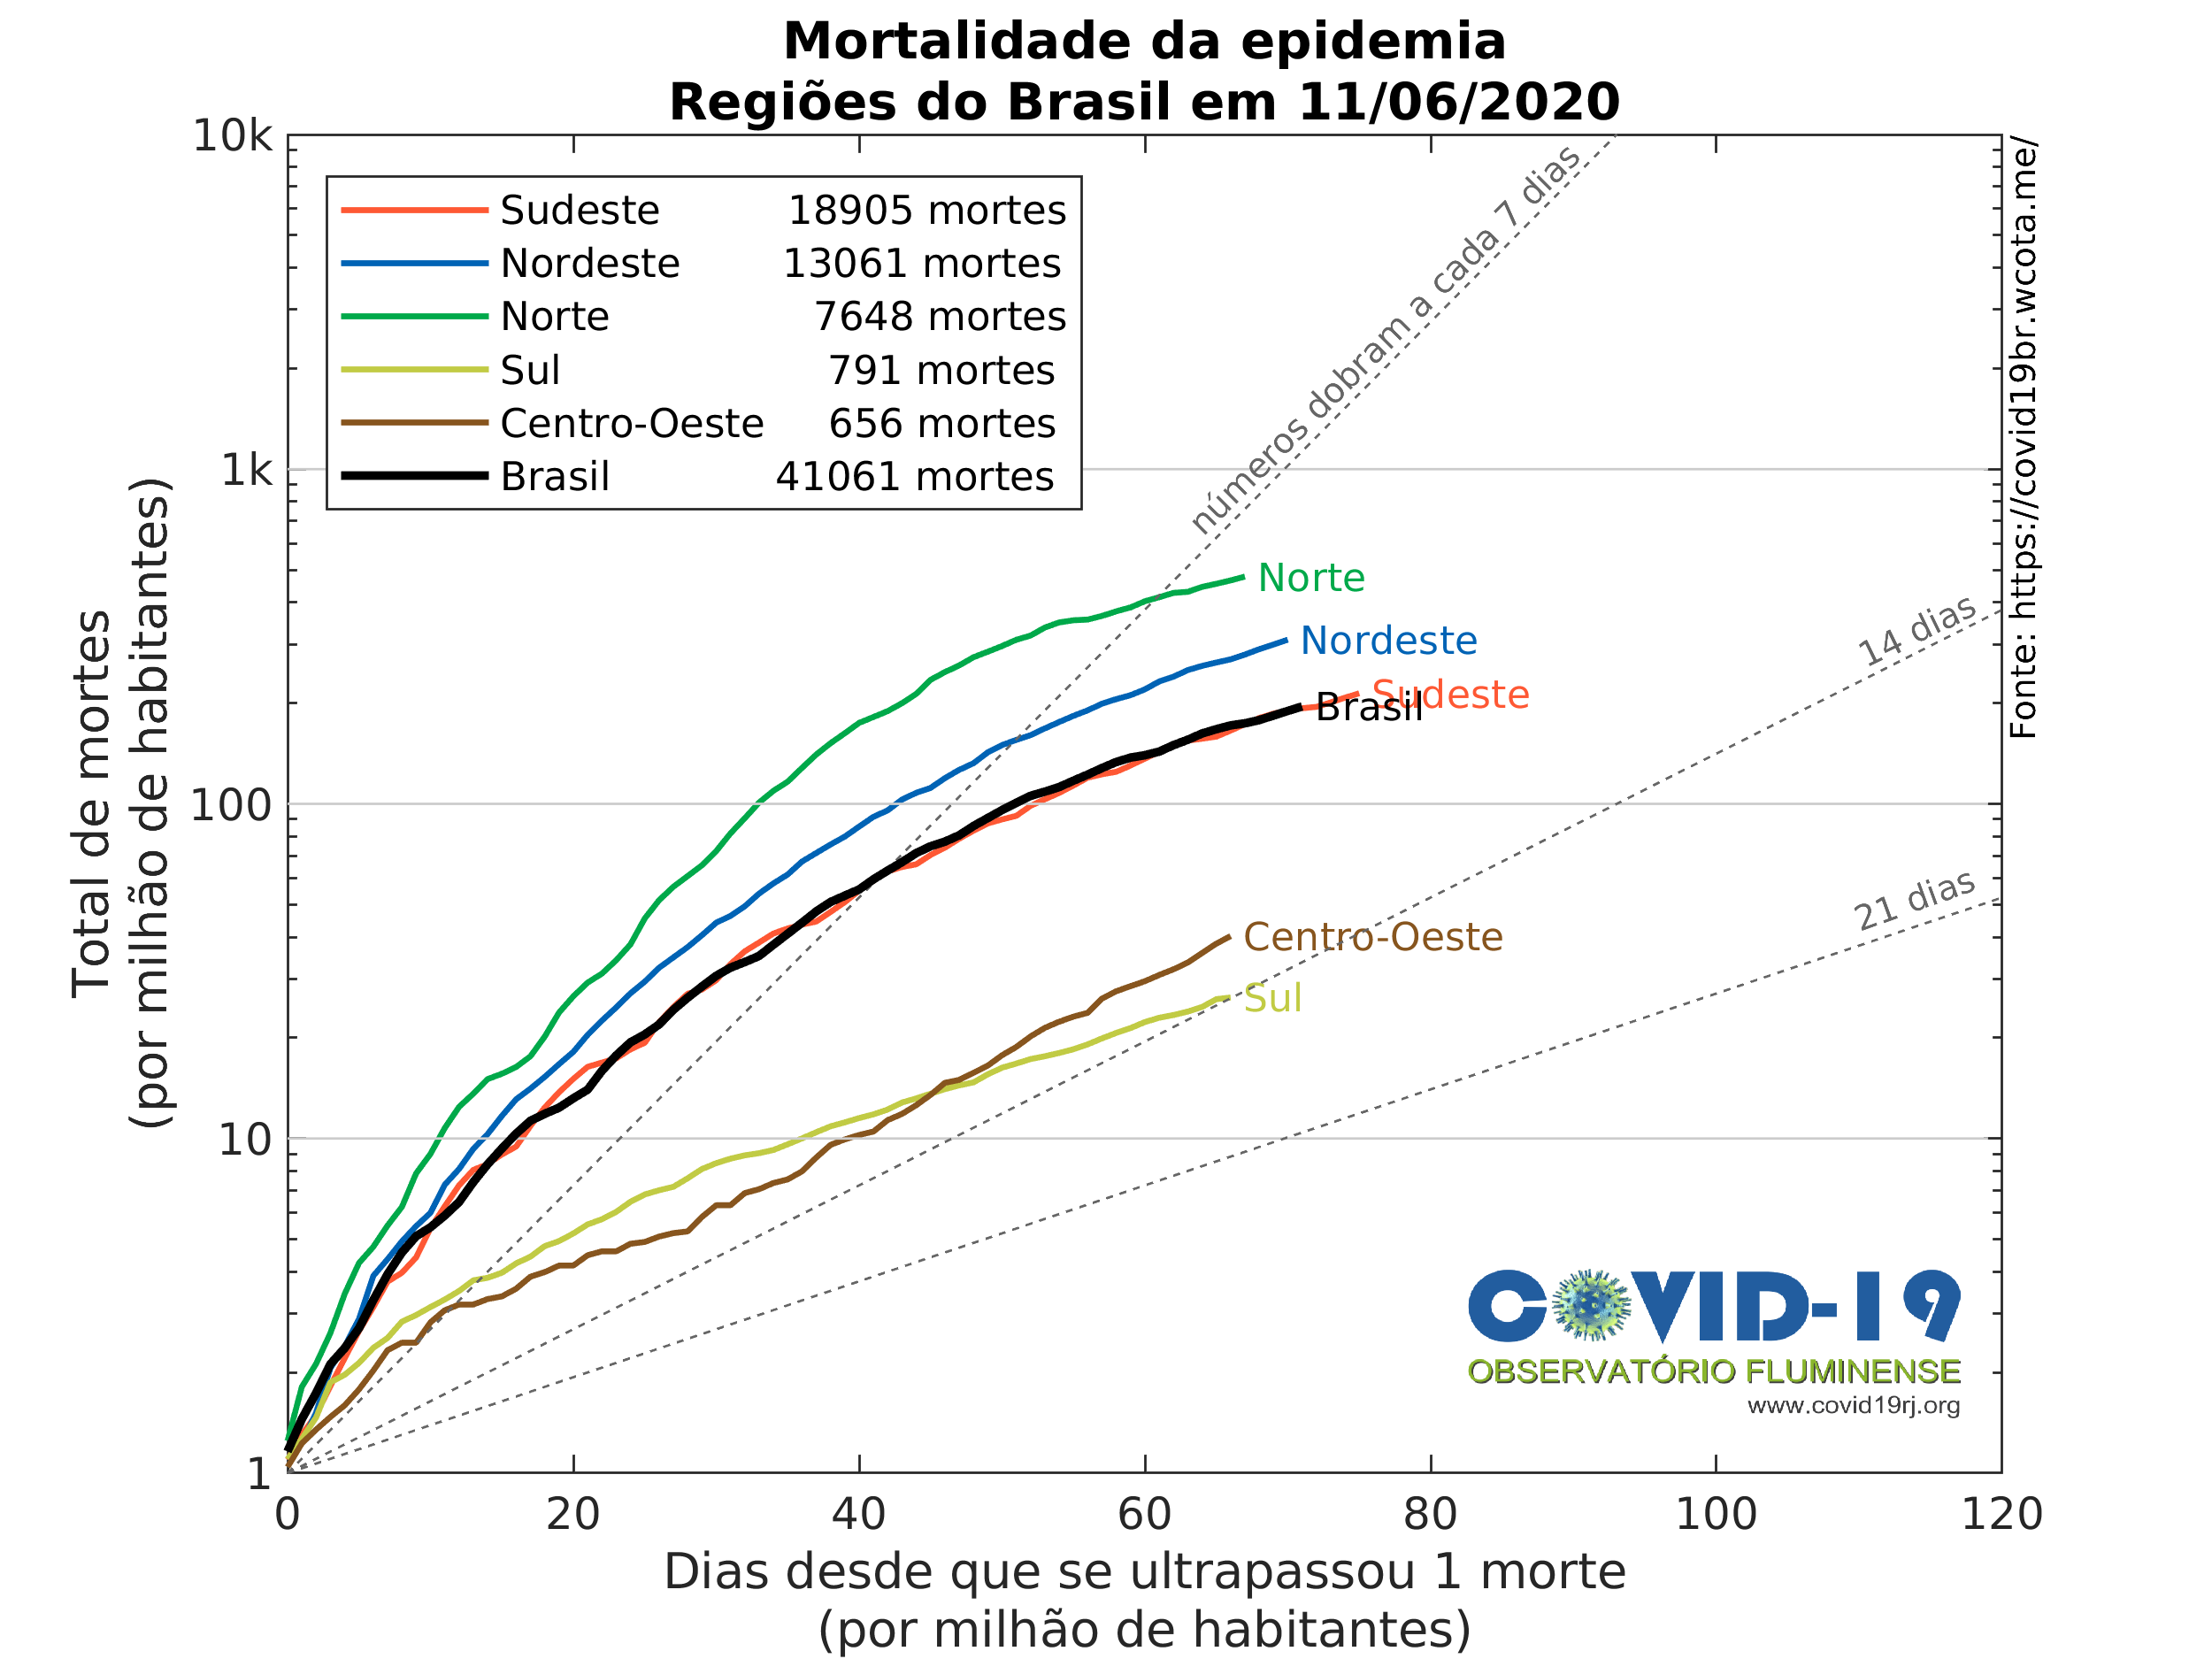 Mortalidade da epidemia
Regiões do Brasil em 11/06/2020
10k
1k
100
10
1
Total de mortes
(por milhão de habitantes)
Sudeste 18905 mortes
Nordeste 13061 mortes
Norte 7648 mortes
Sul 791 mortes
Centro-Oeste 656 mortes
Brasil 41061 mortes
números dobram a cada 7 dias
14 dias
21 dias
Norte
Nordeste
Sudeste
Brasil
Centro-Oeste
Sul
Fonte: https://covid19br.wcota.me/
COVID-19
OBSERVATÓRIO FLUMINENSE
www.covid19rj.org
0 20 40 60 80 100 120
Dias desde que se ultrapassou 1 morte
(por milhão de habitantes)